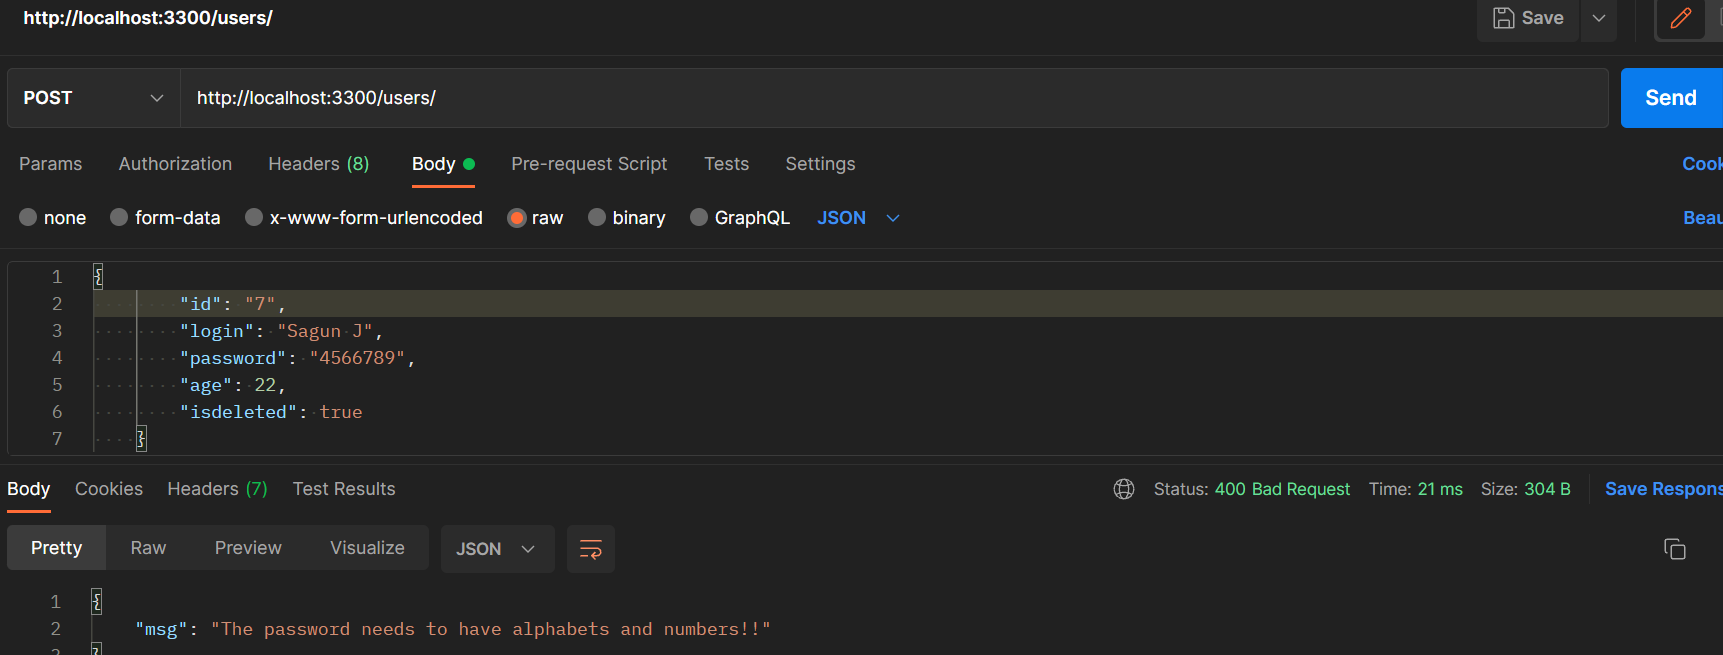 http://localhost:3300/users/
Save
POST
http://localhost:3300/users/
Send
Params Authorization Headers (8) Body Pre-request Script Tests Settings Cook
none form-data x-www-form-urlencoded raw binary GraphQL JSON Beau
1 {
2 "id": "7",
3 "login": "Sagun J",
4 "password": "4566789",
5 "age": 22,
6 "isdeleted": true
7 }
Body Cookies Headers (7) Test Results Status: 400 Bad Request Time: 21 ms Size: 304 B Save Respons
Pretty Raw Preview Visualize JSON
1 {
2 "msg": "The password needs to have alphabets and numbers!!"
3 }